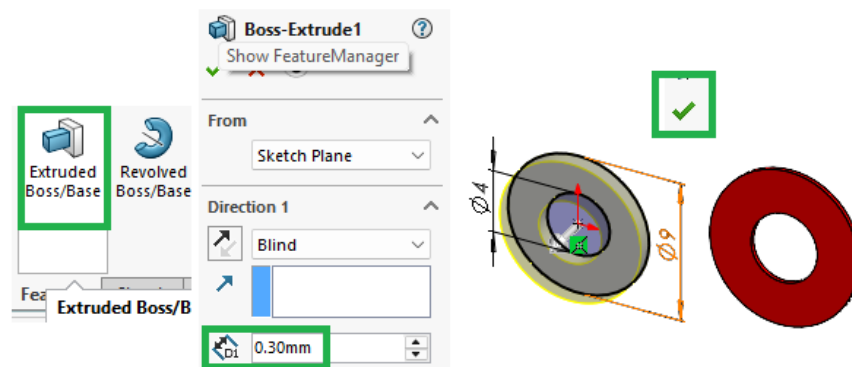 Extruded
Boss/Base
Revolved
Boss/Base
Fea
Extruded Boss/B
Boss-Extrude1
Show FeatureManager
From
Sketch Plane
Direction 1
Blind
D1
0.30mm
Ø4
Ø9